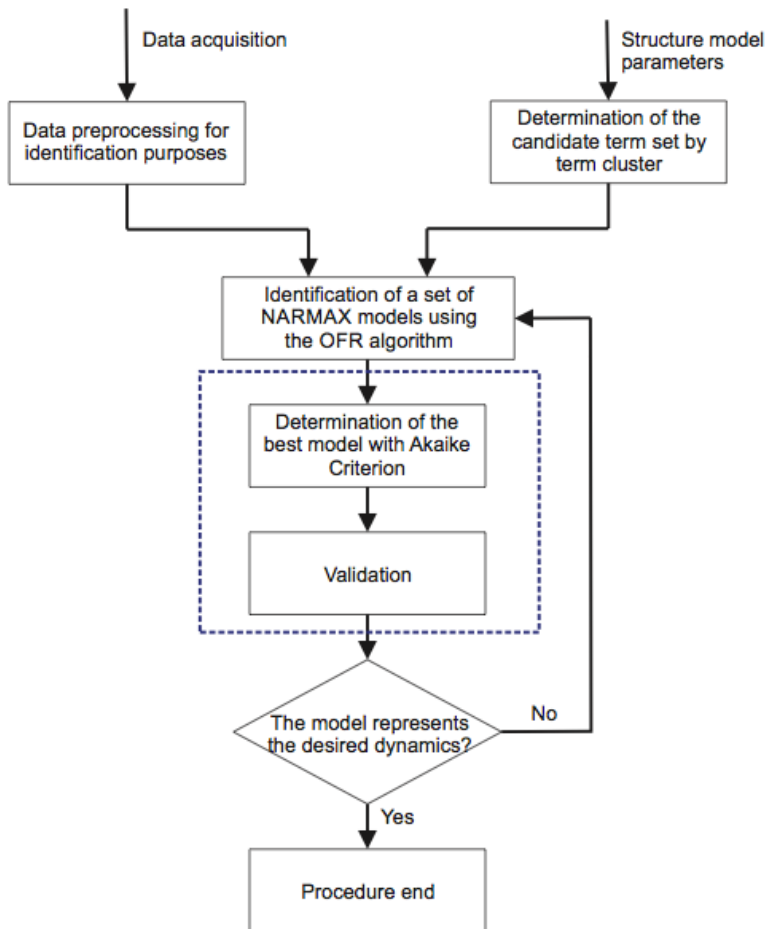 Data acquisition
Structure model
parameters
Data preprocessing for
identification purposes
Determination of the
candidate term set by
term cluster
Identification of a set of
NARMAX models using
the OFR algorithm
Determination of the
best model with Akaike
Criterion
Validation
The model represents
the desired dynamics?
No
Yes
Procedure end